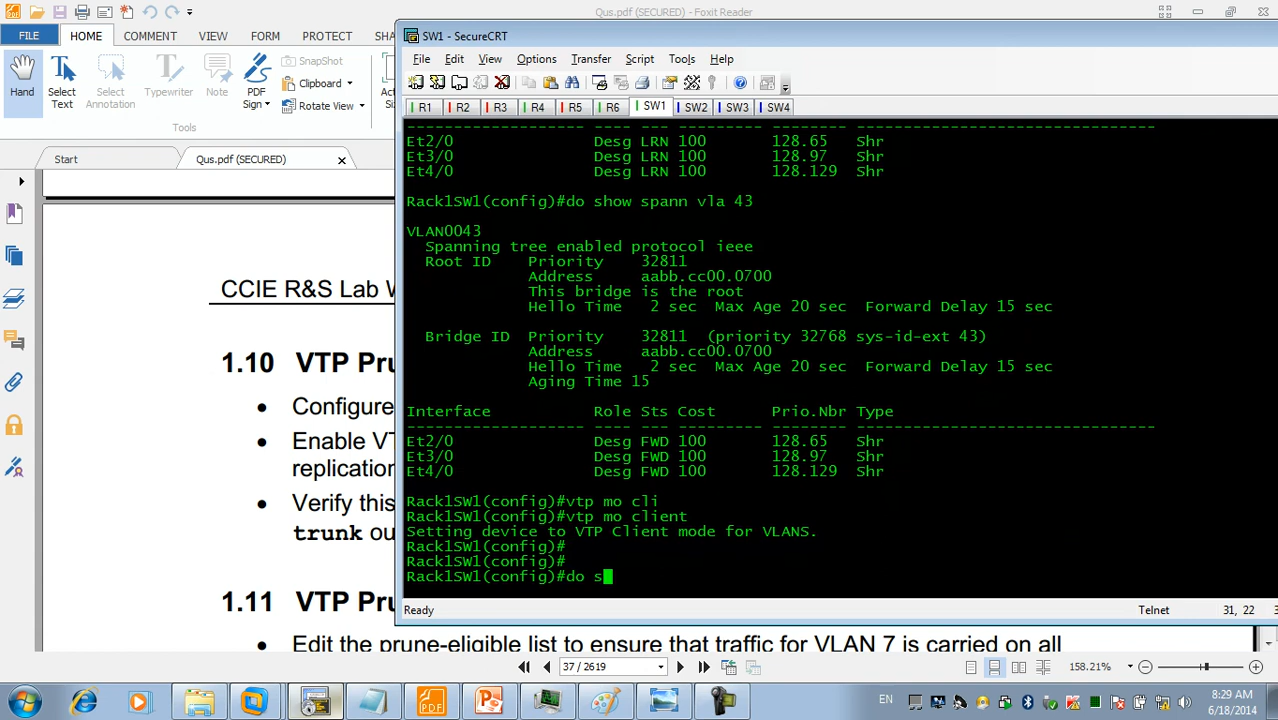 Qus.pdf (SECURED) - Foxit Reader
FILE HOME COMMENT VIEW FORM PROTECT
Hand
Select Text
Select Annotation
Typewriter
Note
PDF Sign
SnapShot
Clipboard
Rotate View
Tools
Start
Qus.pdf (SECURED)
SW1 - SecureCRT
File Edit View Options Transfer Script Tools Help
R1 R2 R3 R4 R5 R6 SW1 SW2 SW3 SW4
------------------- ---- --- --------- -------- --------------------------------
Et2/0 Desg LRN 100 128.65 Shr
Et3/0 Desg LRN 100 128.97 Shr
Et4/0 Desg LRN 100 128.129 Shr
Rack1SW1(config)#do show spann vla 43
VLAN0043
Spanning tree enabled protocol ieee
Root ID Priority 32811
Address aabb.cc00.0700
This bridge is the root
Hello Time 2 sec Max Age 20 sec Forward Delay 15 sec
Bridge ID Priority 32811 (priority 32768 sys-id-ext 43)
Address aabb.cc00.0700
Hello Time 2 sec Max Age 20 sec Forward Delay 15 sec
Aging Time 15
Interface Role Sts Cost Prio.Nbr Type
------------------- ---- --- --------- -------- --------------------------------
Et2/0 Desg FWD 100 128.65 Shr
Et3/0 Desg FWD 100 128.97 Shr
Et4/0 Desg FWD 100 128.129 Shr
Rack1SW1(config)#vtp mo cli
Rack1SW1(config)#vtp mo client
Setting device to VTP Client mode for VLANS.
Rack1SW1(config)#
Rack1SW1(config)#
Rack1SW1(config)#do s
Ready Telnet 31, 22
CCIE R&S Lab
1.10 VTP
• Configure
• Enable
replication
• Verify this
trunk
1.11 VTP
• Edit the prune-eligible list to ensure that traffic for VLAN 7 is carried on all
37 / 2619
158.21%
EN
8:29 AM
6/18/2014